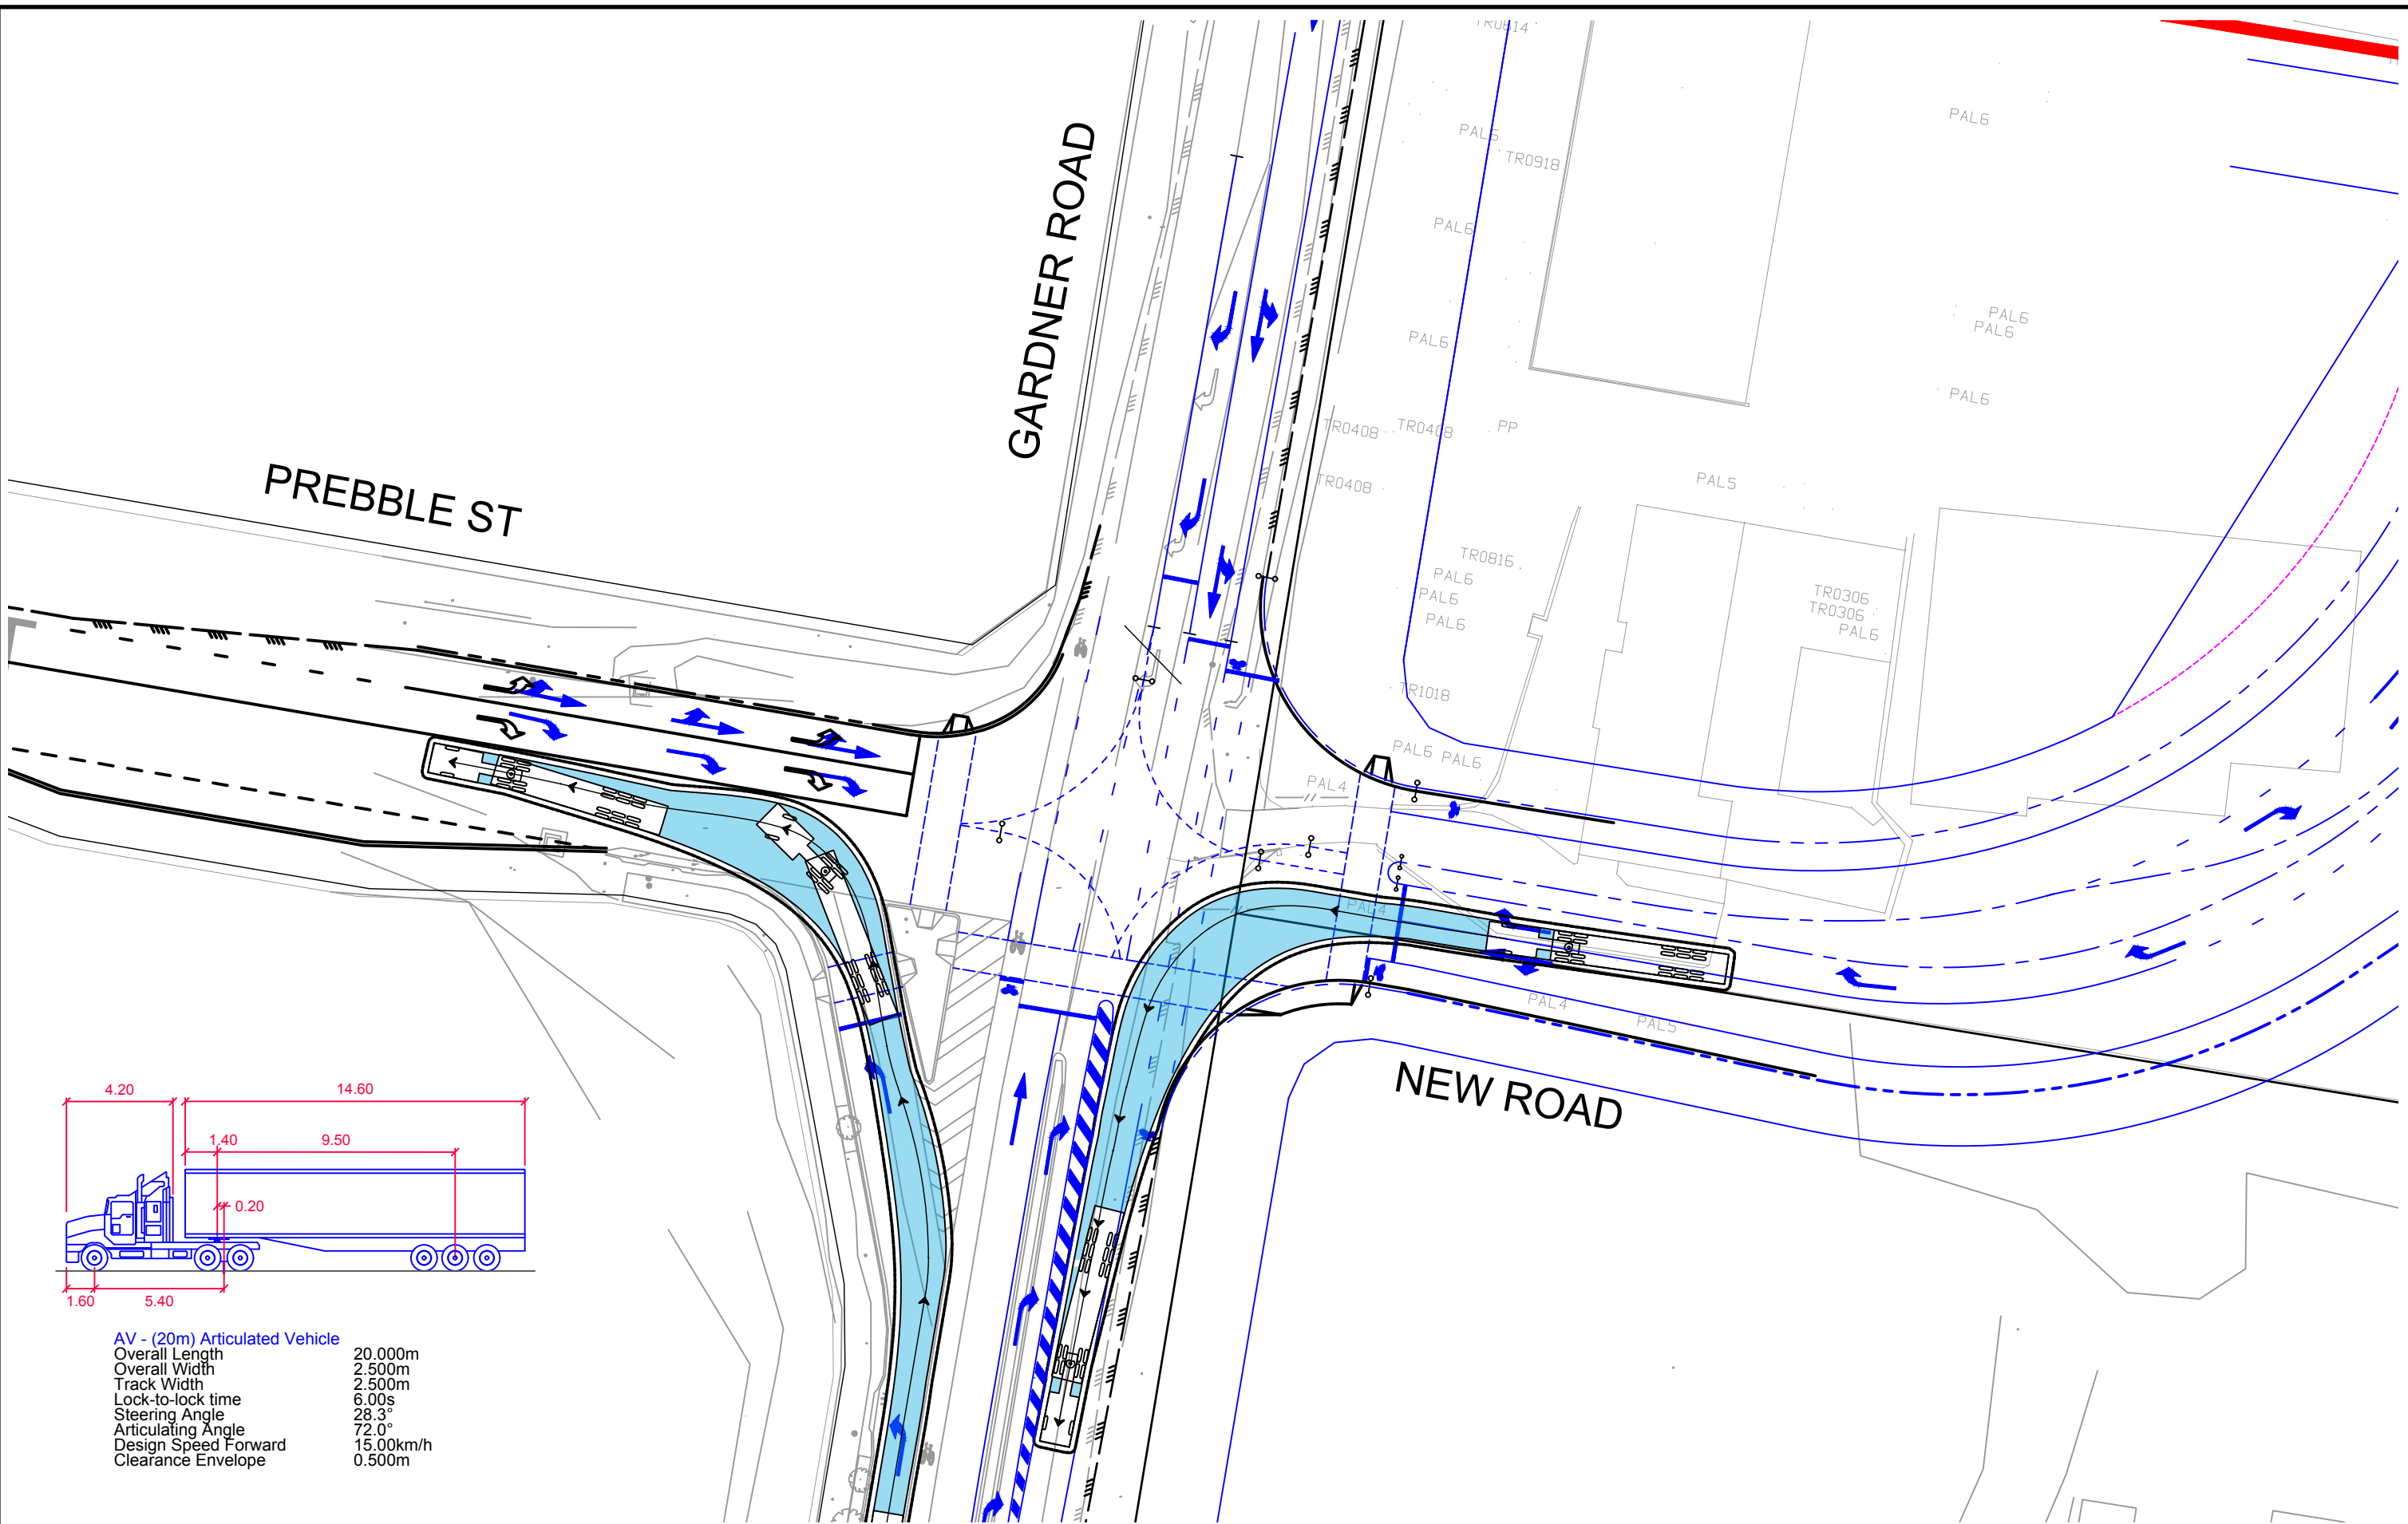 TR0614
PAL6
PAL6
TR0918
GARDNER ROAD
PAL6
PAL6
PAL6
PAL6
PAL6
TR0408
TR0408
PP
PREBBLE ST
TR0408
PAL5
TR0816
PAL6
PAL6
PAL6
TR0306
TR0306
PAL6
TR1018
PAL6
PAL6
PAL4
PAL4
PAL4
PAL5
NEW ROAD
4.20
14.60
1.40
9.50
0.20
1.60
5.40
AV - (20m) Articulated Vehicle
Overall Length 20.000m
Overall Width 2.500m
Track Width 2.500m
Lock-to-lock time 6.00s
Steering Angle 28.3°
Articulating Angle 72.0°
Design Speed Forward 15.00km/h
Clearance Envelope 0.500m